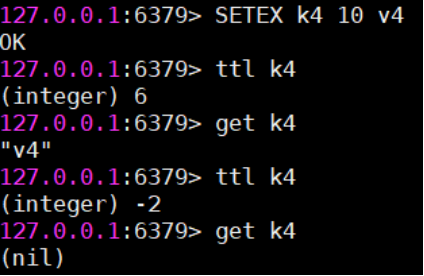 127.0.0.1:6379> SETEX k4 10 v4
OK
127.0.0.1:6379> ttl k4
(integer) 6
127.0.0.1:6379> get k4
"v4"
127.0.0.1:6379> ttl k4
(integer) -2
127.0.0.1:6379> get k4
(nil)